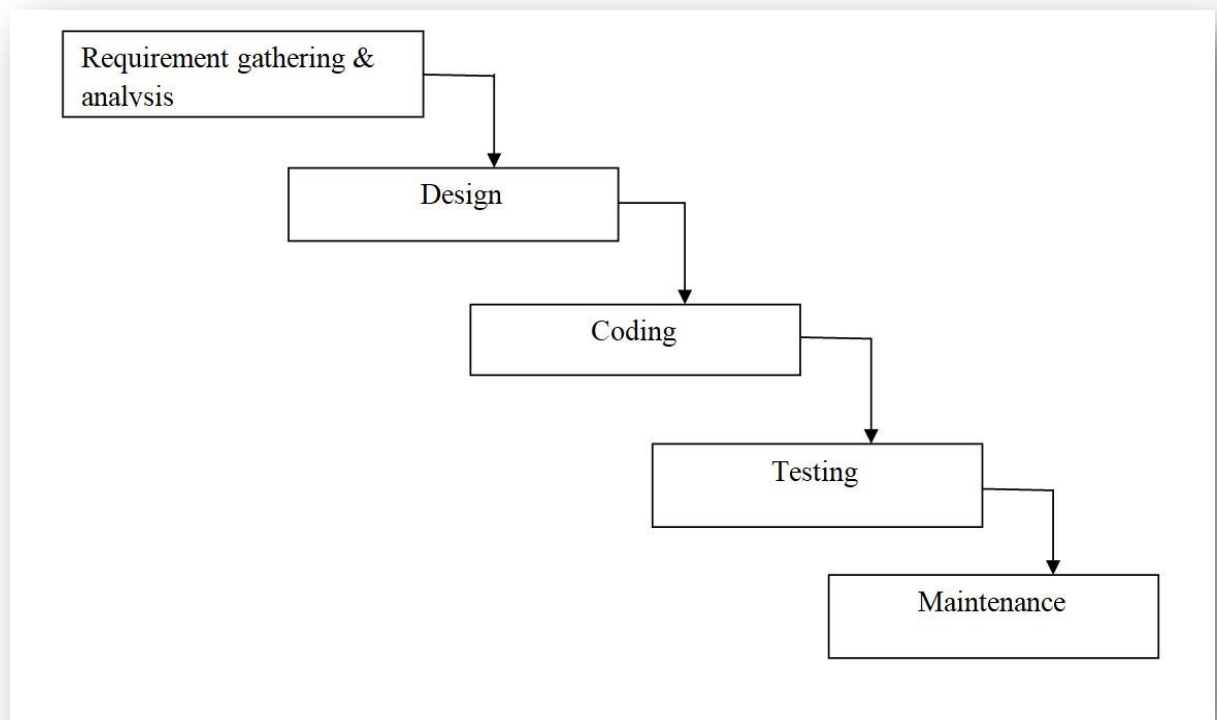 Requirement gathering &
analysis
Design
Coding
Testing
Maintenance